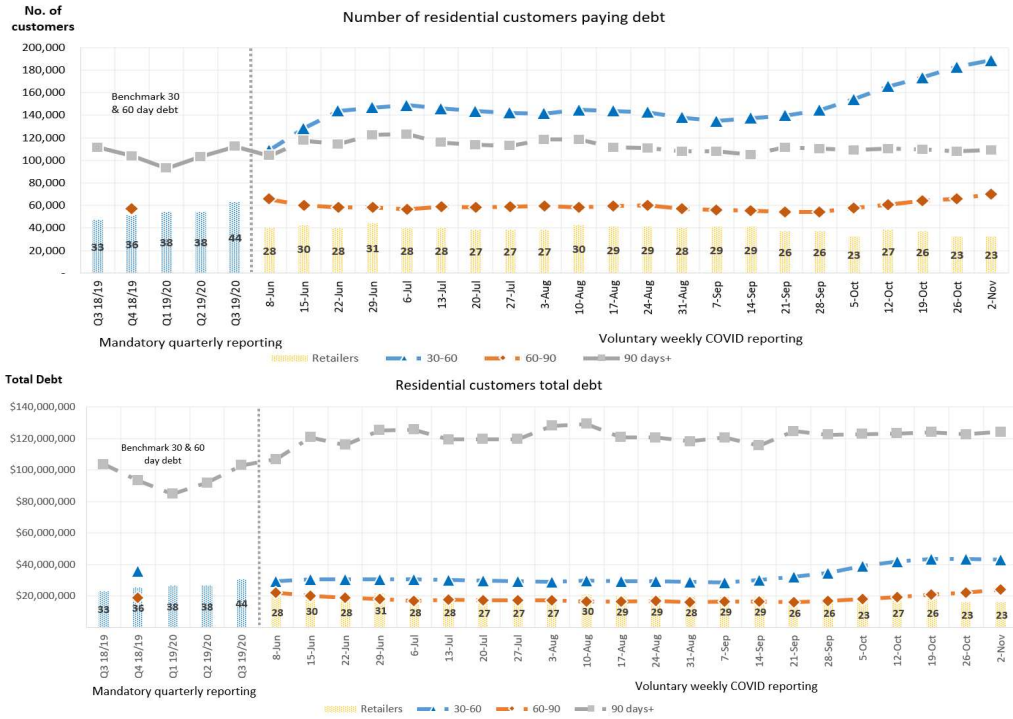 No. of
customers
Number of residential customers paying debt
200,000
180,000
160,000
140,000
120,000
100,000
80,000
60,000
40,000
20,000
-
Benchmark 30
& 60 day debt
33 36 38 38 44 28 30 28 31 28 28 27 27 27 30 29 29 28 29 29 26 26 23 27 26 23 23
Q3 18/19 Q4 18/19 Q1 19/20 Q2 19/20 Q3 19/20 8-Jun 15-Jun 22-Jun 29-Jun 6-Jul 13-Jul 20-Jul 27-Jul 3-Aug 10-Aug 17-Aug 24-Aug 31-Aug 7-Sep 14-Sep 21-Sep 28-Sep 5-Oct 12-Oct 19-Oct 26-Oct 2-Nov
Mandatory quarterly reporting Voluntary weekly COVID reporting
Retailers 30-60 60-90 90 days+
Total Debt
Residential customers total debt
$140,000,000
$120,000,000
$100,000,000
$80,000,000
$60,000,000
$40,000,000
$20,000,000
Benchmark 30 & 60
day debt
33 36 38 38 44 28 30 28 31 28 28 27 27 27 30 29 29 28 29 29 26 26 23 27 26 23 23
Q3 18/19 Q4 18/19 Q1 19/20 Q2 19/20 Q3 19/20 8-Jun 15-Jun 22-Jun 29-Jun 6-Jul 13-Jul 20-Jul 27-Jul 3-Aug 10-Aug 17-Aug 24-Aug 31-Aug 7-Sep 14-Sep 21-Sep 28-Sep 5-Oct 12-Oct 19-Oct 26-Oct 2-Nov
Mandatory quarterly reporting Voluntary weekly COVID reporting
Retailers 30-60 60-90 90 days+